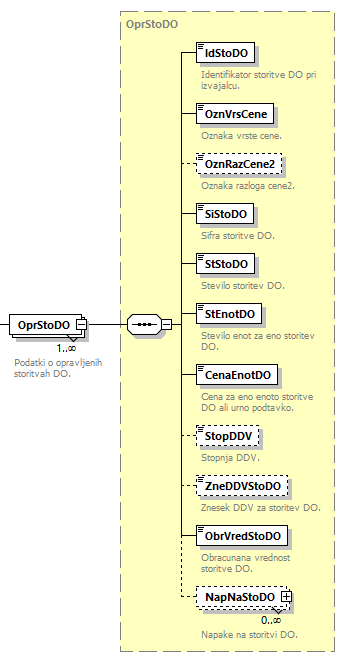 OprStoDO
IdStoDO
Identifikator storitve DO pri
izvajalcu.
OznVrsCene
Oznaka vrste cene.
OznRazCene2
Oznaka razloga cene2.
SiStoDO
Sifra storitve DO.
StStoDO
Stevilo storitev DO.
OprStoDO
1..∞
Podatki o opravljenih
storitvah DO.
StEnotDO
Stevilo enot za eno storitev
DO.
CenaEnotDO
Cena za eno enoto storitve
DO ali urno podtavko.
StopDDV
Stopnja DDV.
ZneDDVStoDO
Znesek DDV za storitev DO.
ObrVredStoDO
Obracunana vrednost
storitve DO.
NapNaStoDO
0..∞
Napake na storitvi DO.